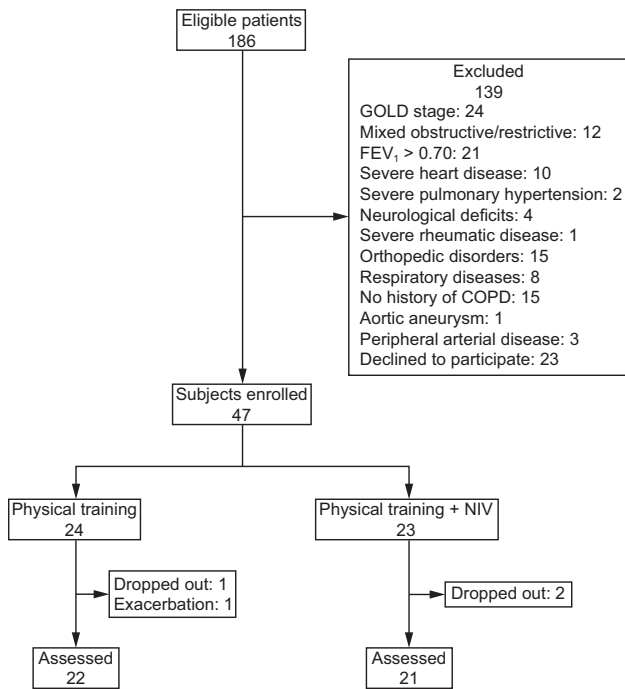 Eligible patients
186
Excluded
139
GOLD stage: 24
Mixed obstructive/restrictive: 12
FEV₁ > 0.70: 21
Severe heart disease: 10
Severe pulmonary hypertension: 2
Neurological deficits: 4
Severe rheumatic disease: 1
Orthopedic disorders: 15
Respiratory diseases: 8
No history of COPD: 15
Aortic aneurysm: 1
Peripheral arterial disease: 3
Declined to participate: 23
Subjects enrolled
47
Physical training
24
Physical training + NIV
23
Dropped out: 1
Exacerbation: 1
Dropped out: 2
Assessed
22
Assessed
21